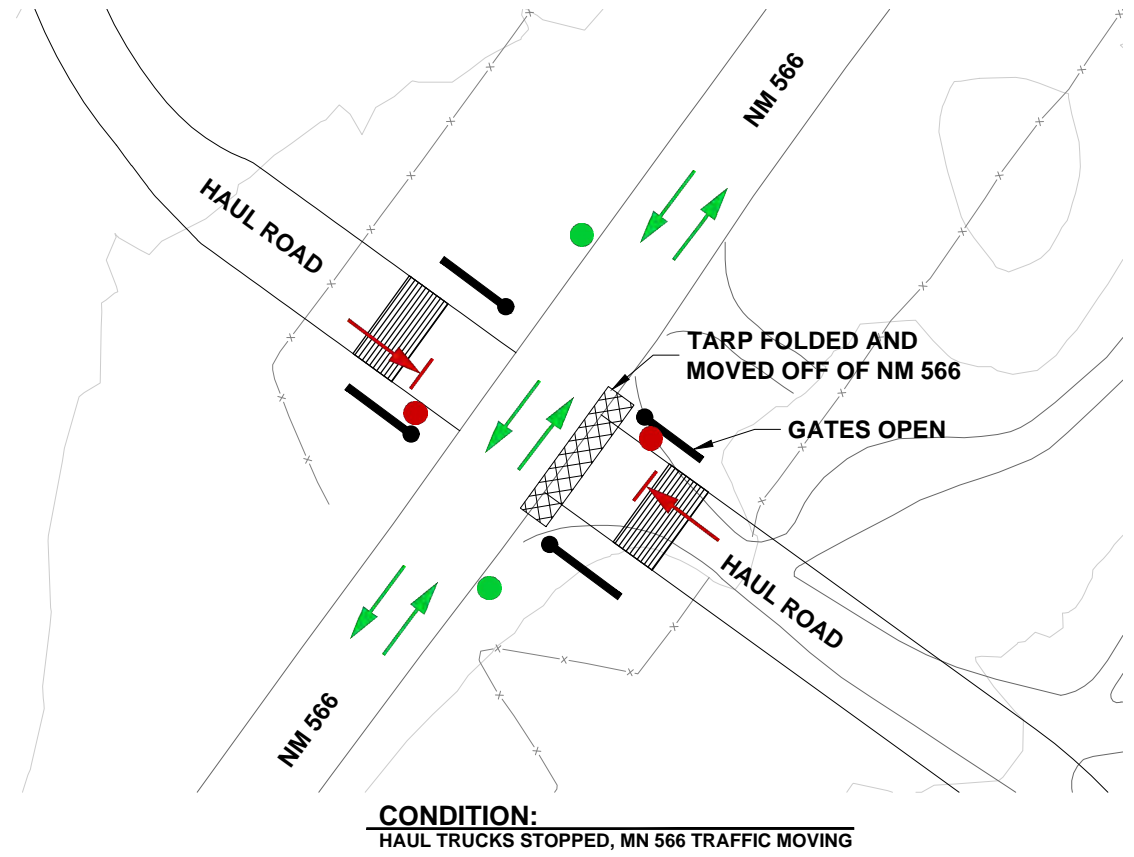 NM 566
HAUL ROAD
TARP FOLDED AND
MOVED OFF OF NM 566
GATES OPEN
HAUL ROAD
NM 566
CONDITION:
HAUL TRUCKS STOPPED, MN 566 TRAFFIC MOVING